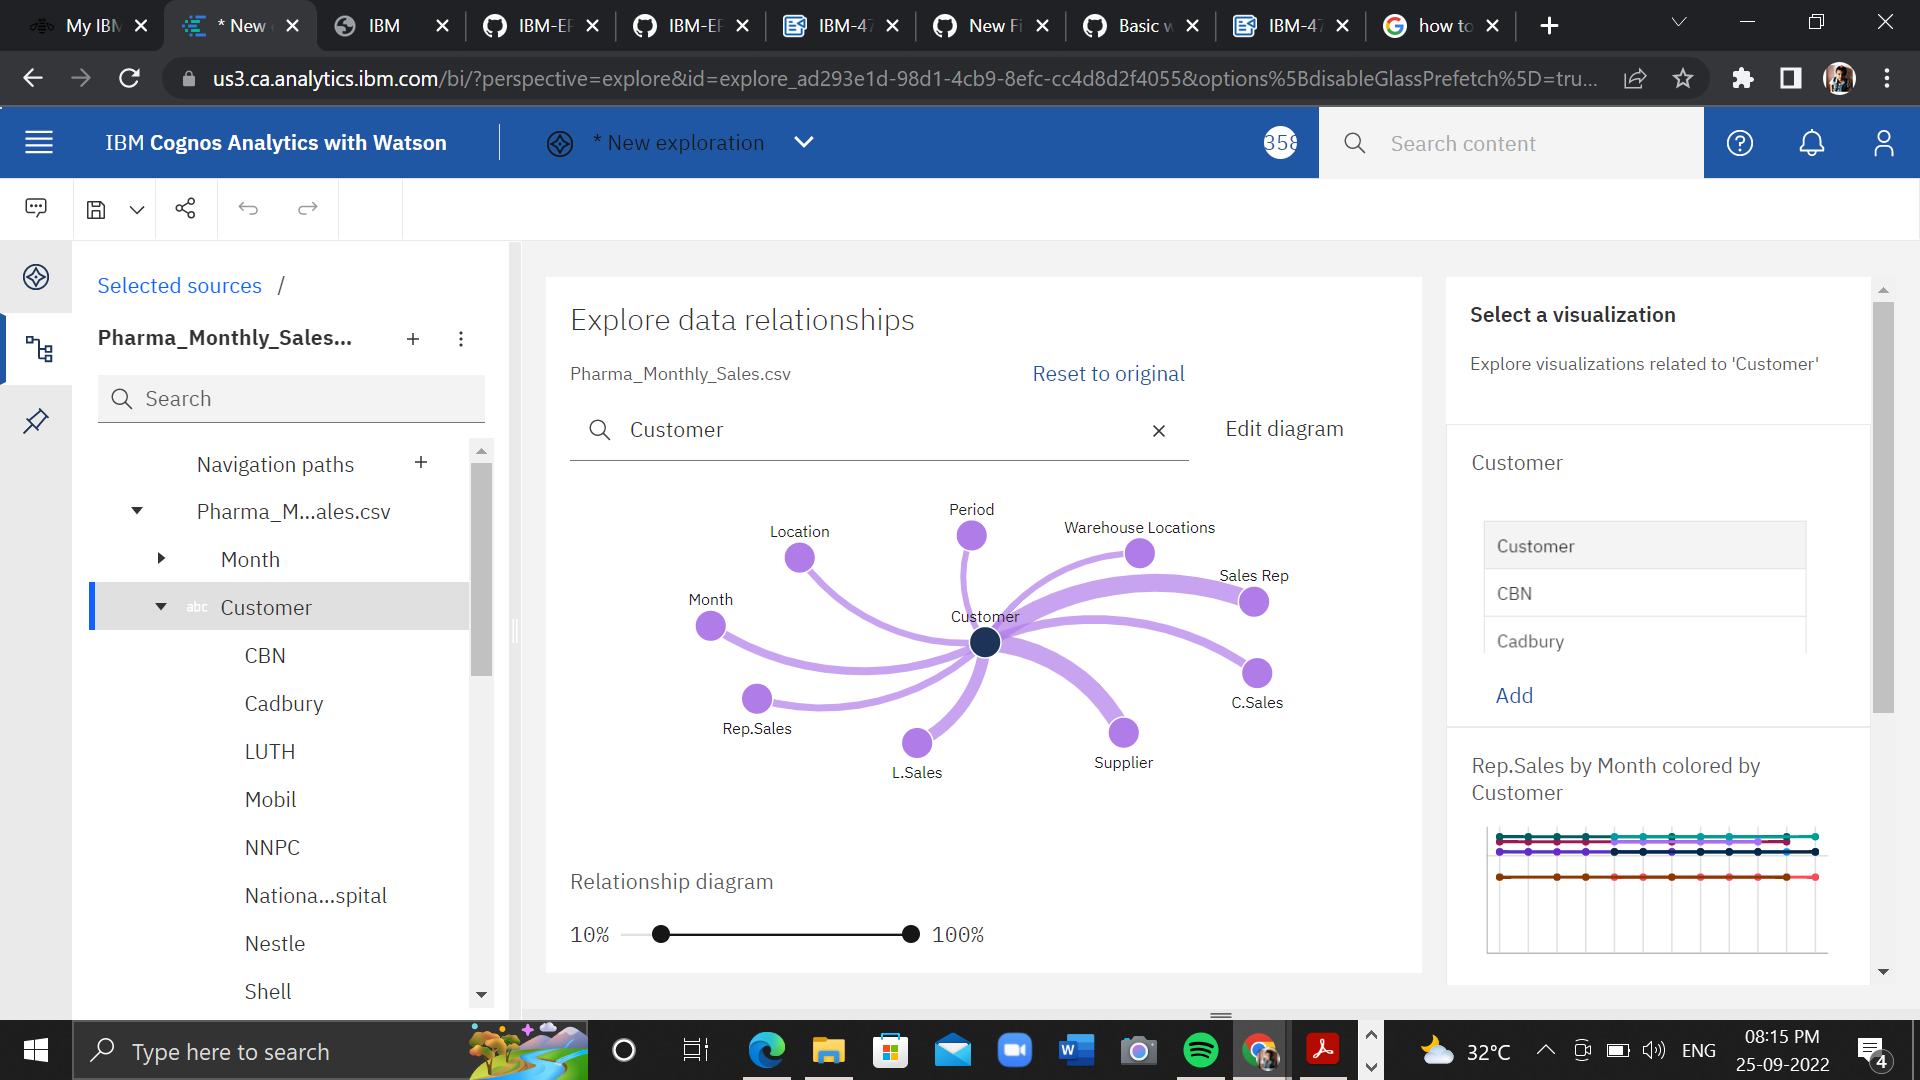 My IBM
* New
IBM
IBM-EF
IBM-EF
IBM-47
New Fi
Basic w
IBM-47
how to
us3.ca.analytics.ibm.com/bi/?perspective=explore&id=explore_ad293e1d-98d1-4cb9-8efc-cc4d8d2f4055&options%5BdisableGlassPrefetch%5D=tru...
IBM Cognos Analytics with Watson
* New exploration
358
Search content
Selected sources /
Pharma_Monthly_Sales...
Search
Navigation paths
Pharma_M...ales.csv
Month
abc Customer
CBN
Cadbury
LUTH
Mobil
NNPC
Nationa...spital
Nestle
Shell
Explore data relationships
Pharma_Monthly_Sales.csv
Reset to original
Customer
Edit diagram
Period
Location
Warehouse Locations
Sales Rep
Month
Customer
C.Sales
Rep.Sales
Supplier
L.Sales
Relationship diagram
10%
100%
Select a visualization
Explore visualizations related to 'Customer'
Customer
Customer
CBN
Cadbury
Add
Rep.Sales by Month colored by
Customer
Type here to search
32°C
ENG
08:15 PM
25-09-2022
4